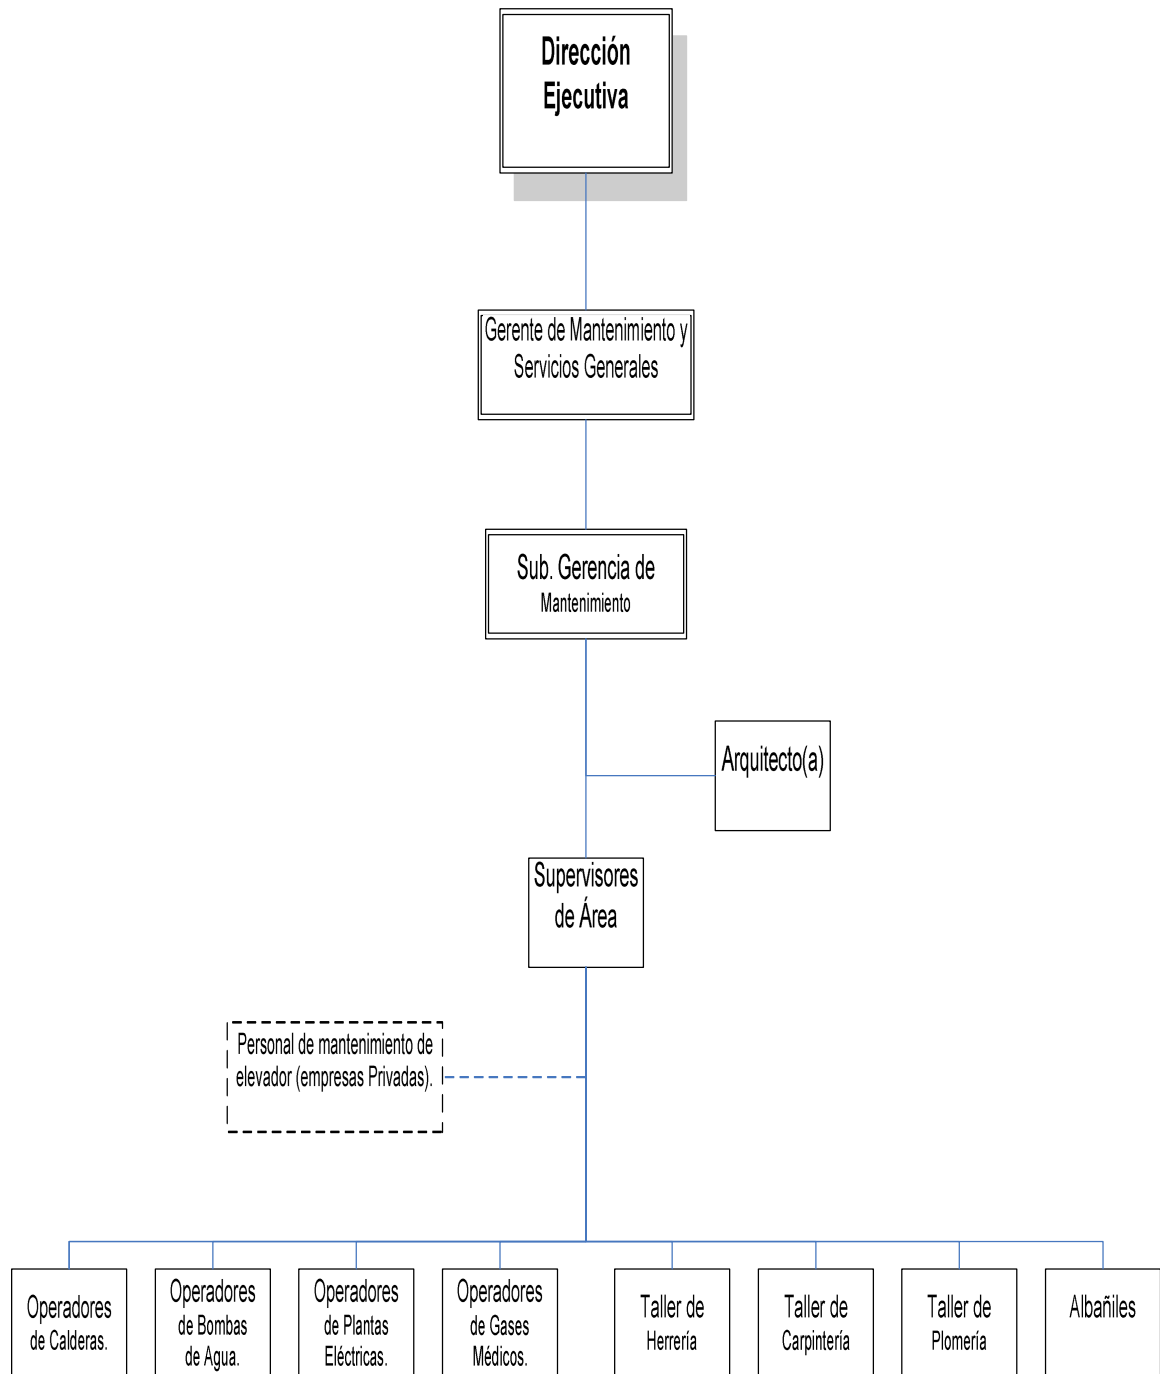 Dirección
Ejecutiva
Gerente de Mantenimiento y
Servicios Generales
Sub. Gerencia de
Mantenimiento
Arquitecto(a)
Supervisores
de Área
Personal de mantenimiento de
elevador (empresas Privadas).
Operadores
de Calderas.
Operadores
de Bombas
de Agua.
Operadores
de Plantas
Eléctricas.
Operadores
de Gases
Médicos.
Taller de
Herrería
Taller de
Carpintería
Taller de
Plomería
Albañiles